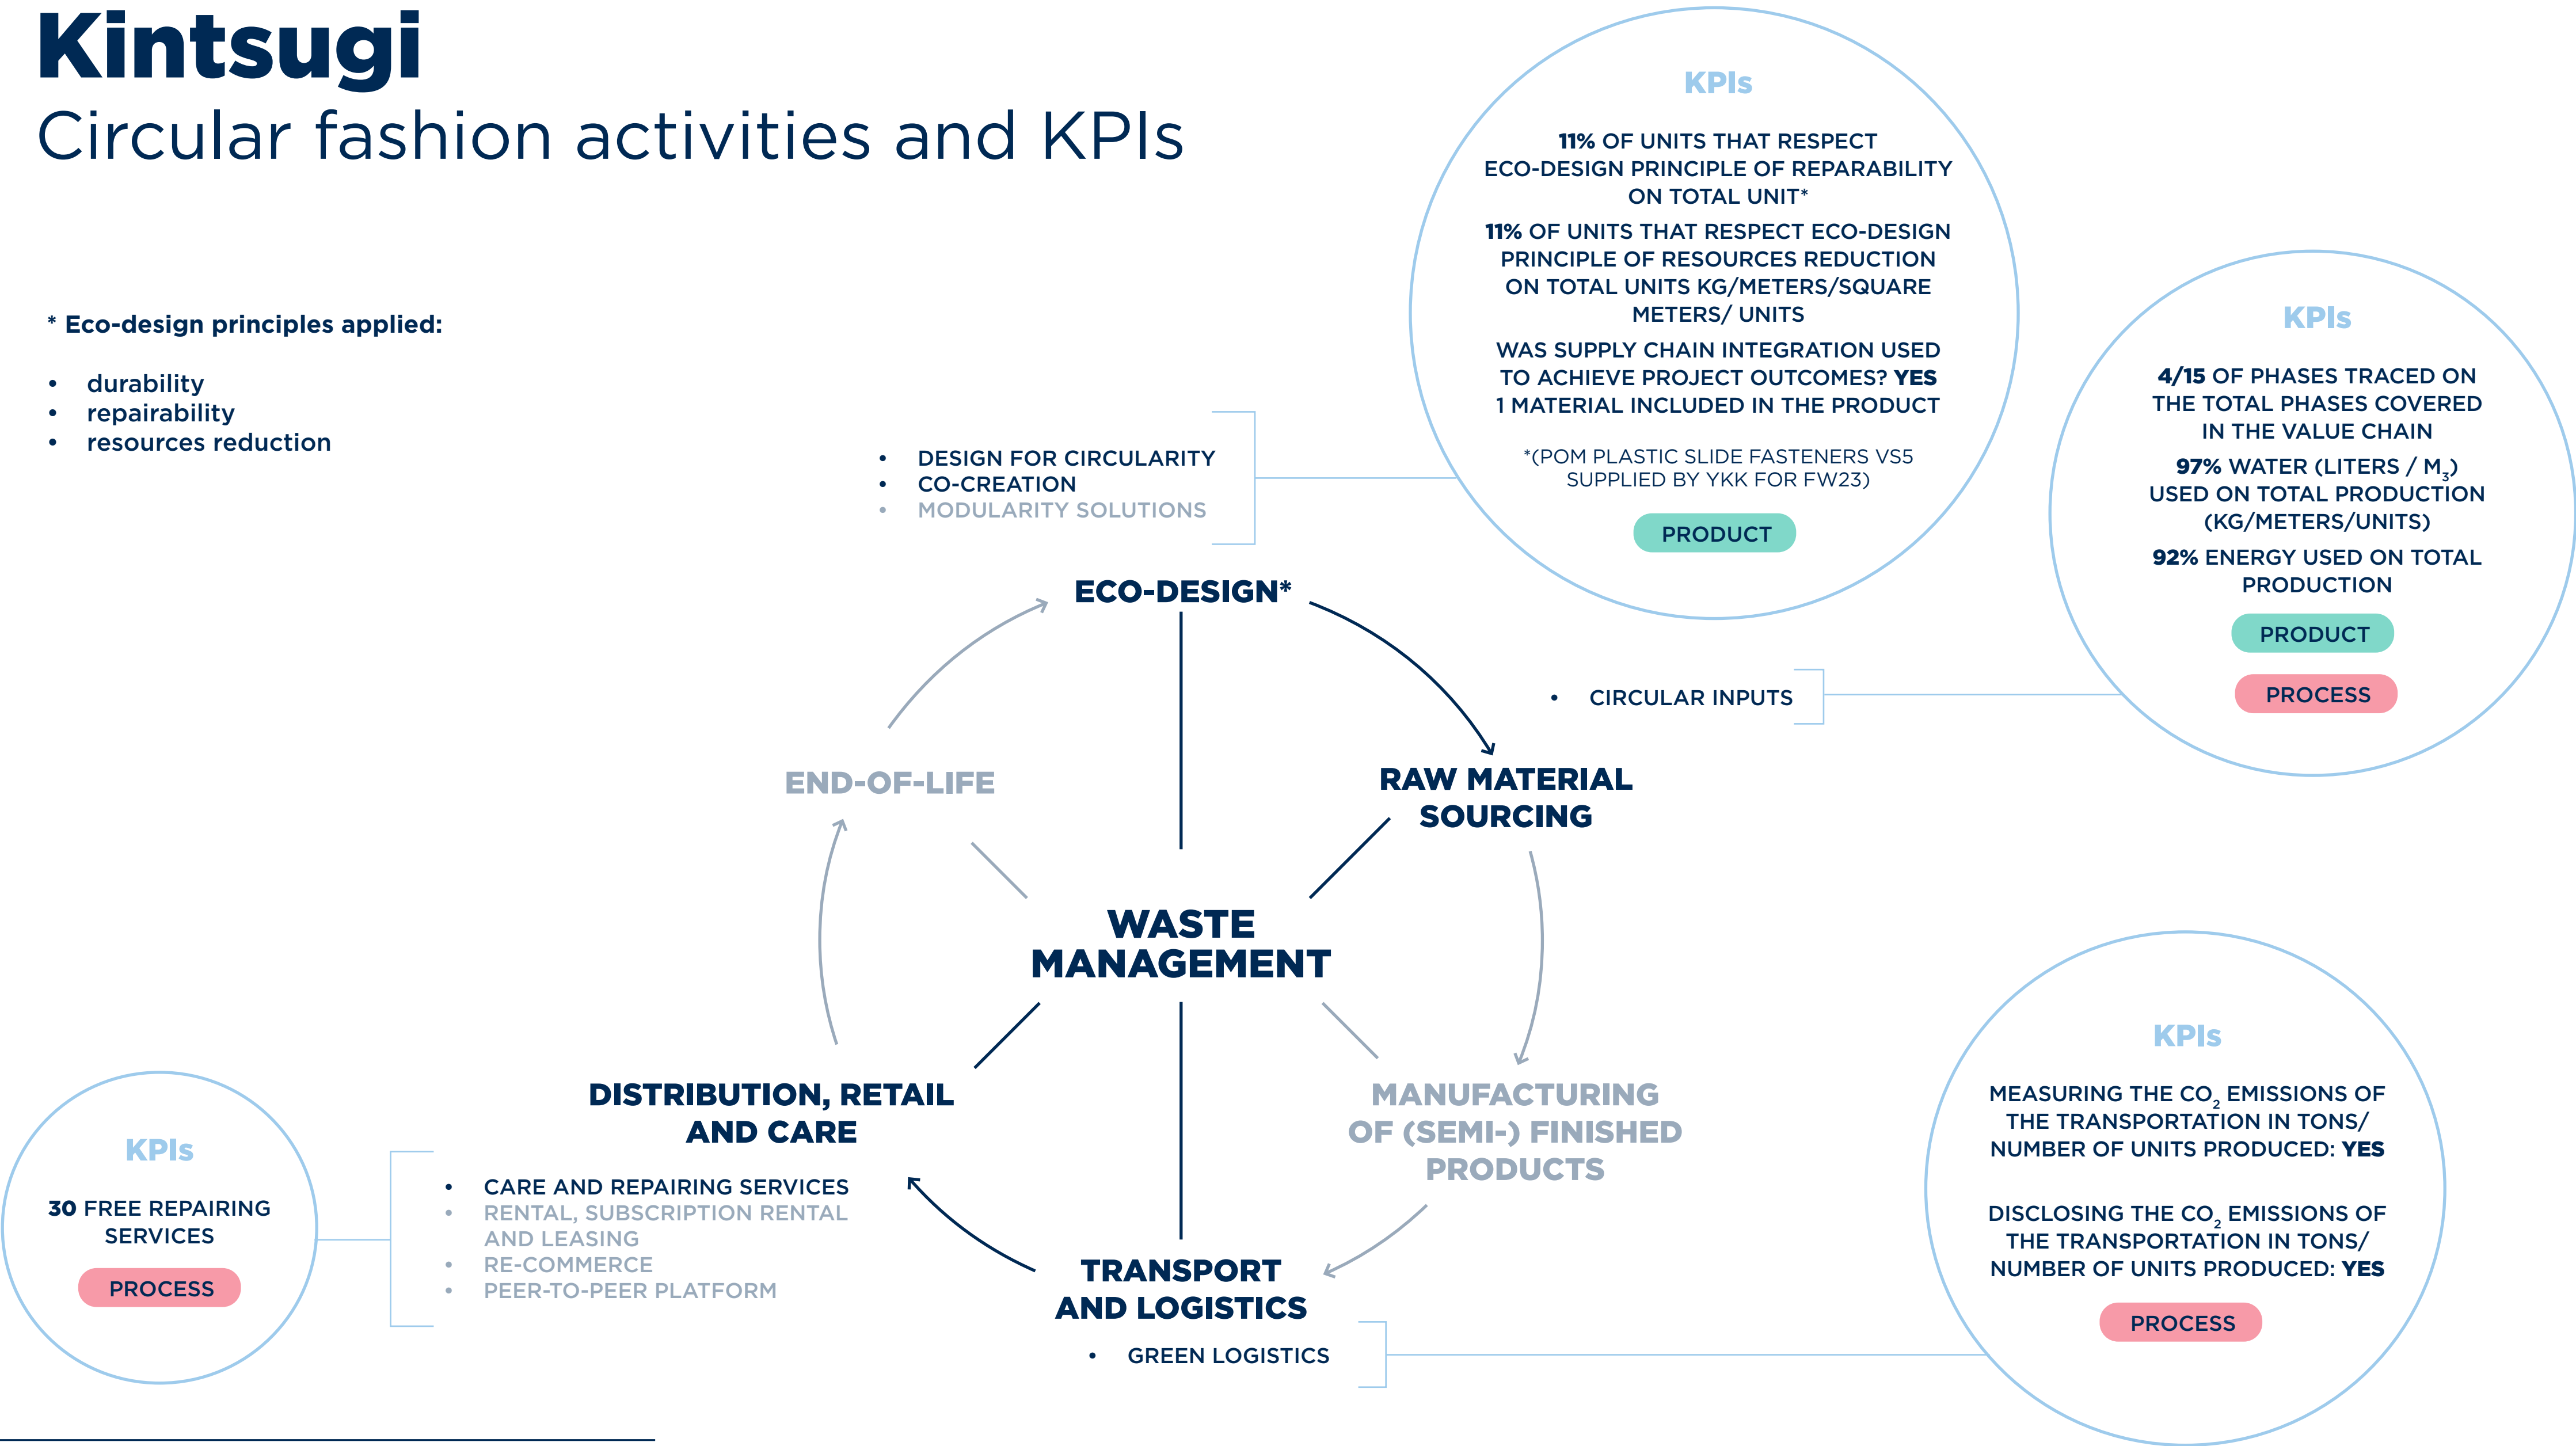 Kintsugi
Circular fashion activities and KPIs
* Eco-design principles applied:
• durability
• repairability
• resources reduction
KPIs
11% OF UNITS THAT RESPECT
ECO-DESIGN PRINCIPLE OF REPARABILITY
ON TOTAL UNIT*
11% OF UNITS THAT RESPECT ECO-DESIGN
PRINCIPLE OF RESOURCES REDUCTION
ON TOTAL UNITS KG/METERS/SQUARE
METERS/ UNITS
WAS SUPPLY CHAIN INTEGRATION USED
TO ACHIEVE PROJECT OUTCOMES? YES
1 MATERIAL INCLUDED IN THE PRODUCT
*(POM PLASTIC SLIDE FASTENERS VS5
SUPPLIED BY YKK FOR FW23)
PRODUCT
KPIs
4/15 OF PHASES TRACED ON
THE TOTAL PHASES COVERED
IN THE VALUE CHAIN
97% WATER (LITERS / M₃)
USED ON TOTAL PRODUCTION
(KG/METERS/UNITS)
92% ENERGY USED ON TOTAL
PRODUCTION
PRODUCT
PROCESS
• DESIGN FOR CIRCULARITY
• CO-CREATION
• MODULARITY SOLUTIONS
ECO-DESIGN*
• CIRCULAR INPUTS
RAW MATERIAL
SOURCING
END-OF-LIFE
WASTE
MANAGEMENT
DISTRIBUTION, RETAIL
AND CARE
• CARE AND REPAIRING SERVICES
• RENTAL, SUBSCRIPTION RENTAL
AND LEASING
• RE-COMMERCE
• PEER-TO-PEER PLATFORM
MANUFACTURING
OF (SEMI-) FINISHED
PRODUCTS
TRANSPORT
AND LOGISTICS
• GREEN LOGISTICS
KPIs
30 FREE REPAIRING
SERVICES
PROCESS
KPIs
MEASURING THE CO₂ EMISSIONS OF
THE TRANSPORTATION IN TONS/
NUMBER OF UNITS PRODUCED: YES
DISCLOSING THE CO₂ EMISSIONS OF
THE TRANSPORTATION IN TONS/
NUMBER OF UNITS PRODUCED: YES
PROCESS